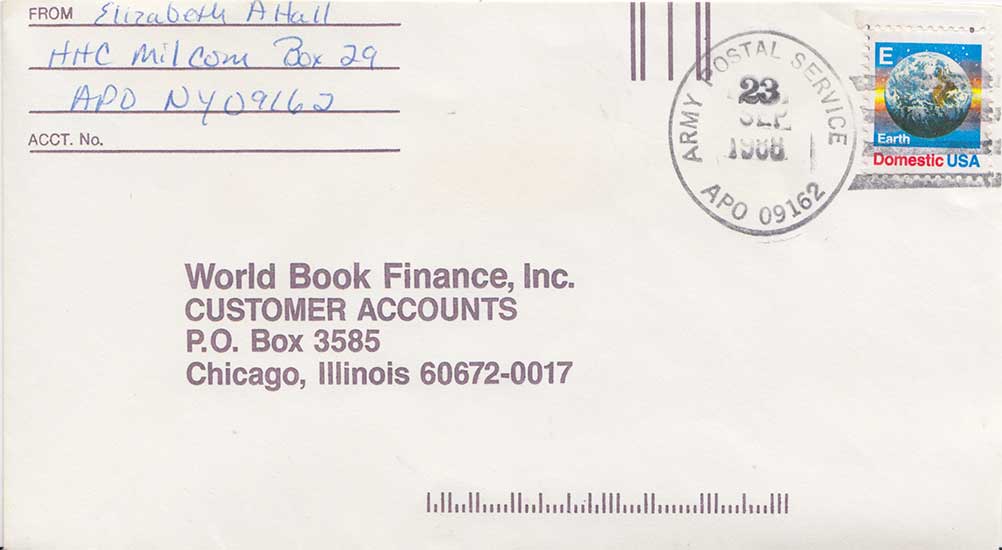 FROM Elizabeth A Hall
HHC Milcom Box 29
APO NY 09162
ACCT. No.
ARMY POSTAL SERVICE
23
SEP
1988
APO 09162
E
Earth
Domestic USA
World Book Finance, Inc.
CUSTOMER ACCOUNTS
P.O. Box 3585
Chicago, Illinois 60672-0017